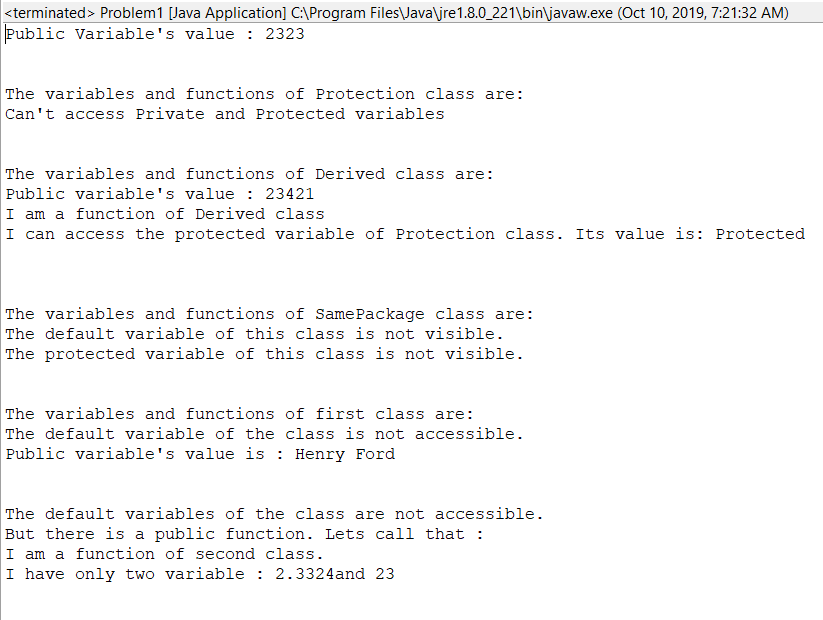 <terminated> Problem1 [Java Application] C:\Program Files\Java\jre1.8.0_221\bin\javaw.exe (Oct 10, 2019, 7:21:32 AM)
Public Variable's value : 2323
The variables and functions of Protection class are:
Can't access Private and Protected variables
The variables and functions of Derived class are:
Public variable's value : 23421
I am a function of Derived class
I can access the protected variable of Protection class. Its value is: Protected
The variables and functions of SamePackage class are:
The default variable of this class is not visible.
The protected variable of this class is not visible.
The variables and functions of first class are:
The default variable of the class is not accessible.
Public variable's value is : Henry Ford
The default variables of the class are not accessible.
But there is a public function. Lets call that :
I am a function of second class.
I have only two variable : 2.3324and 23